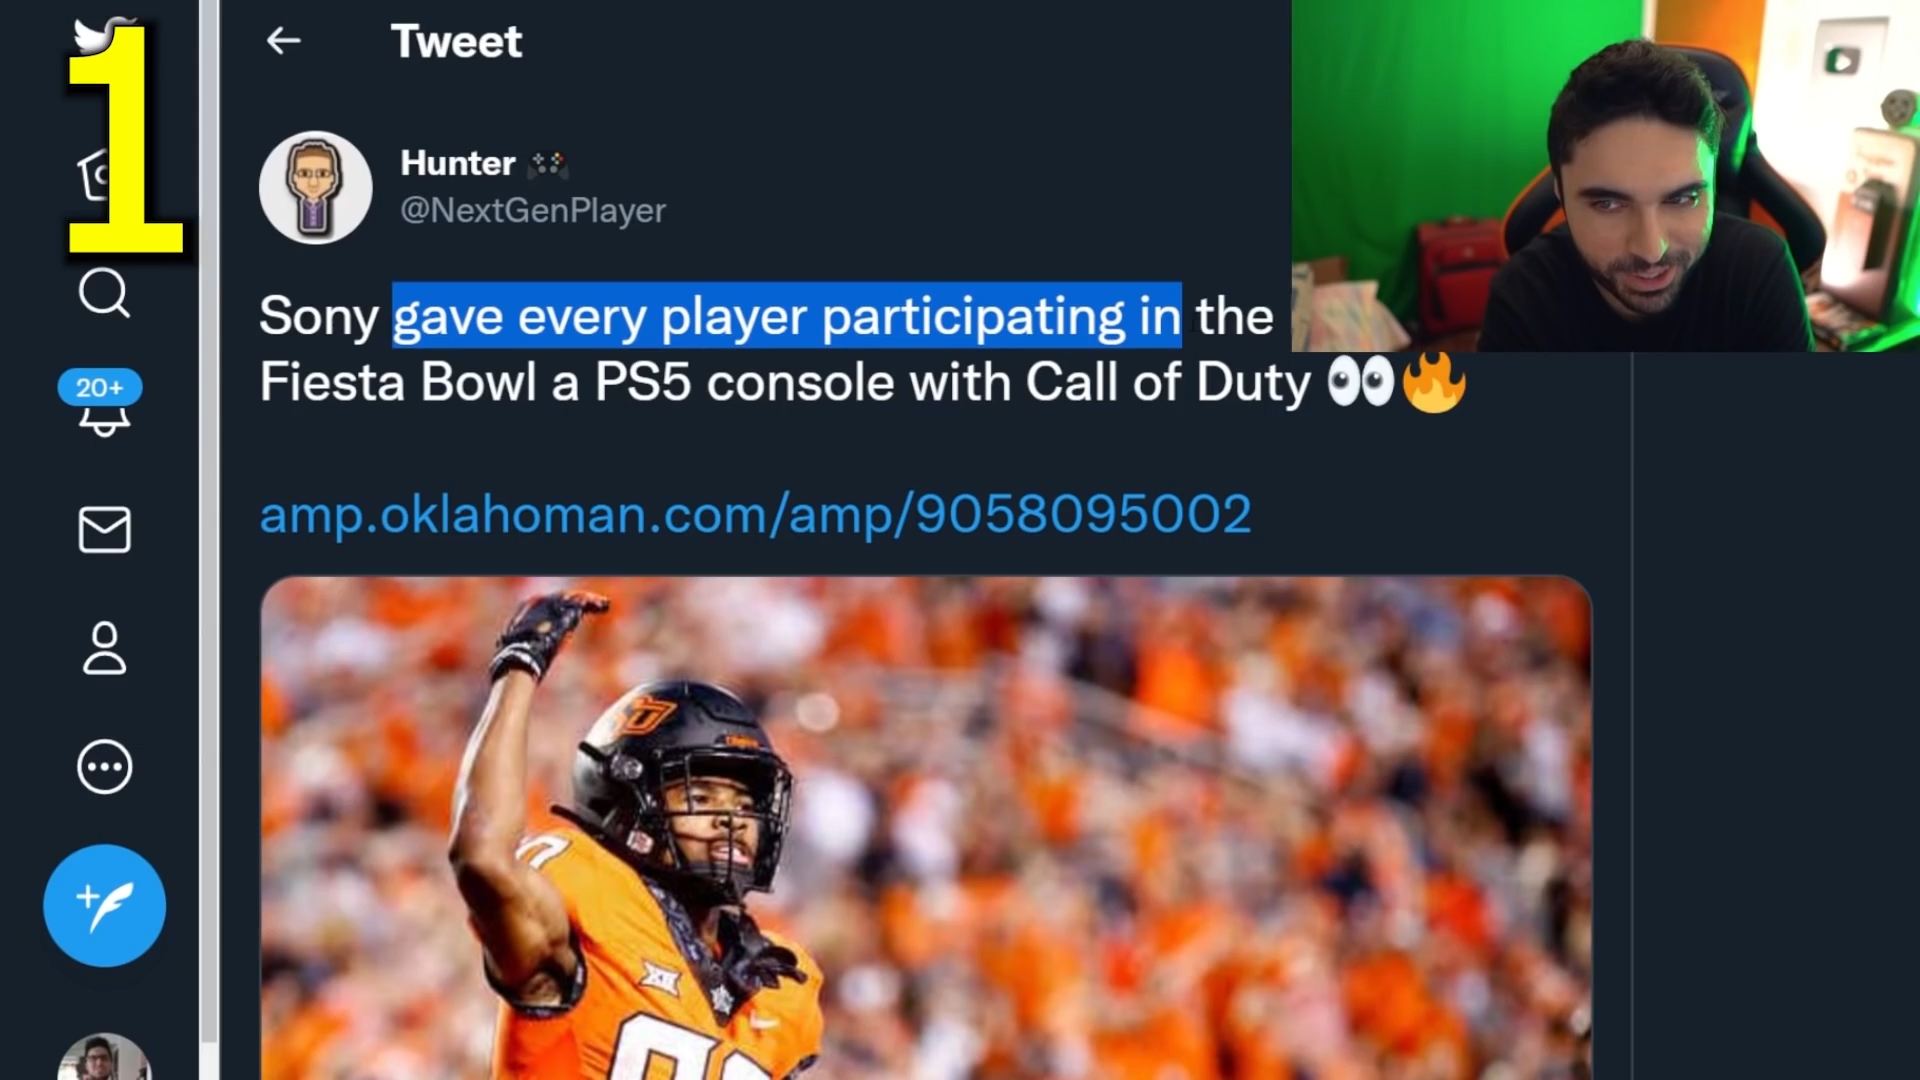 1
Tweet
Hunter 🎮
@NextGenPlayer
Sony gave every player participating in the
Fiesta Bowl a PS5 console with Call of Duty 👀🔥
20+
amp.oklahoman.com/amp/9058095002
XII